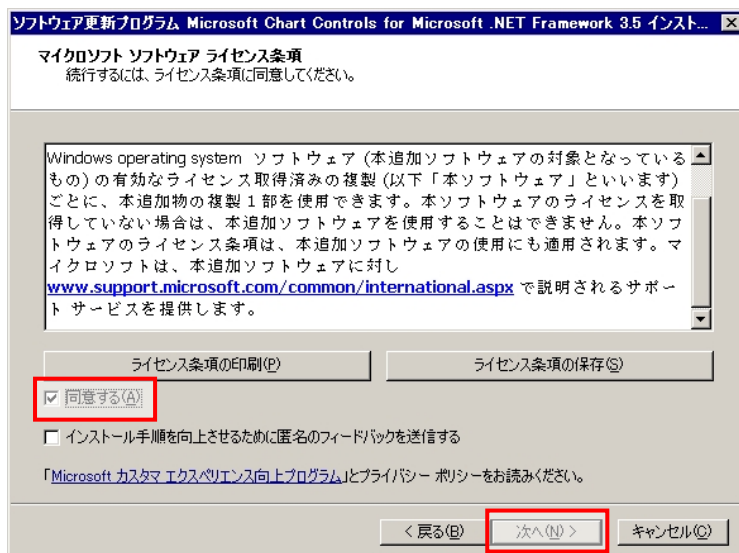 ソフトウェア更新プログラム Microsoft Chart Controls for Microsoft .NET Framework 3.5 インスト...
マイクロソフト ソフトウェア ライセンス条項
続行するには、ライセンス条項に同意してください。
Windows operating system ソフトウェア (本追加ソフトウェアの対象となっている
もの) の有効なライセンス取得済みの複製 (以下「本ソフトウェア」といいます)
ごとに、本追加物の複製 1 部を使用できます。本ソフトウェアのライセンスを取
得していない場合は、本追加ソフトウェアを使用することはできません。本ソフ
トウェアのライセンス条項は、本追加ソフトウェアの使用にも適用されます。マ
イクロソフトは、本追加ソフトウェアに対し
www.support.microsoft.com/common/international.aspx で説明されるサポー
ト サービスを提供します。
ライセンス条項の印刷(P)
ライセンス条項の保存(S)
同意する(A)
インストール手順を向上させるために匿名のフィードバックを送信する
「Microsoft カスタマ エクスペリエンス向上プログラム」とプライバシー ポリシーをお読みください。
< 戻る(B)
次へ(N) >
キャンセル(C)